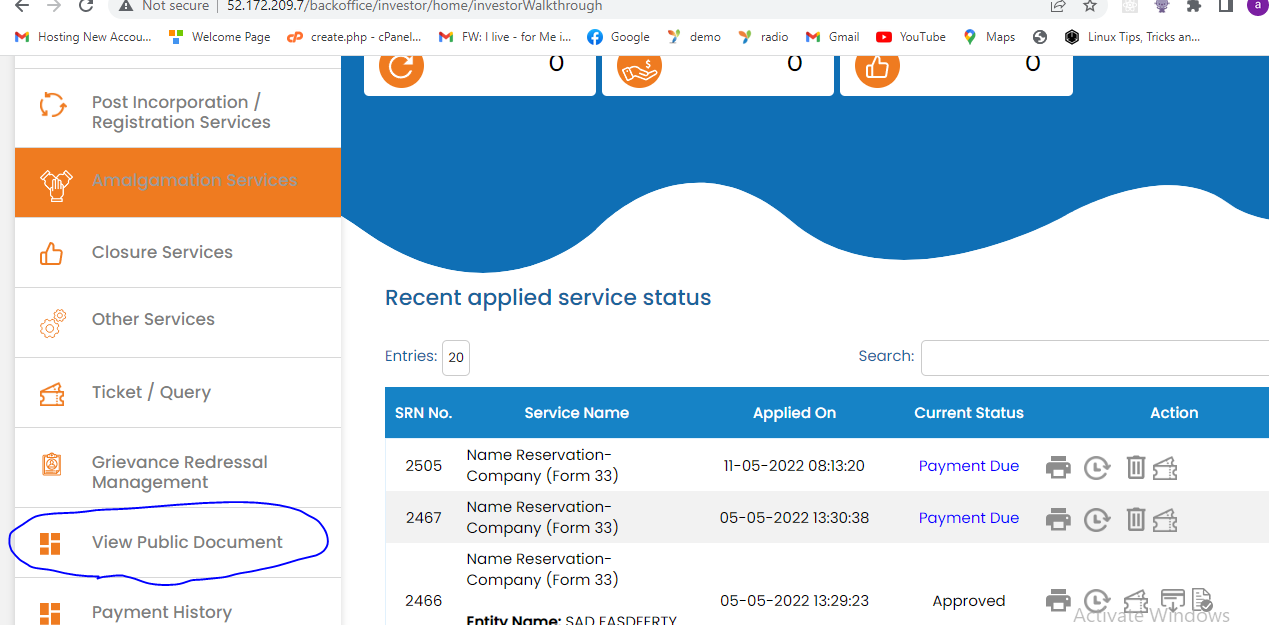 Not secure | 52.172.209.7/backoffice/investor/home/investorWalkthrough
a
Hosting New Accou...
Welcome Page
create.php - cPanel...
FW: I live - for Me i...
Google
demo
radio
Gmail
YouTube
Maps
Linux Tips, Tricks an...
Post Incorporation /
Registration Services
Amalgamation Services
Closure Services
Other Services
Ticket / Query
Grievance Redressal
Management
View Public Document
Payment History
0
0
0
Recent applied service status
Entries: 20
Search:
SRN No. Service Name Applied On Current Status Action
2505 Name Reservation-
Company (Form 33) 11-05-2022 08:13:20 Payment Due
2467 Name Reservation-
Company (Form 33) 05-05-2022 13:30:38 Payment Due
Name Reservation-
Company (Form 33)
2466 05-05-2022 13:29:23 Approved
Entity Name: SAD FASDFERTY
Activate Windows